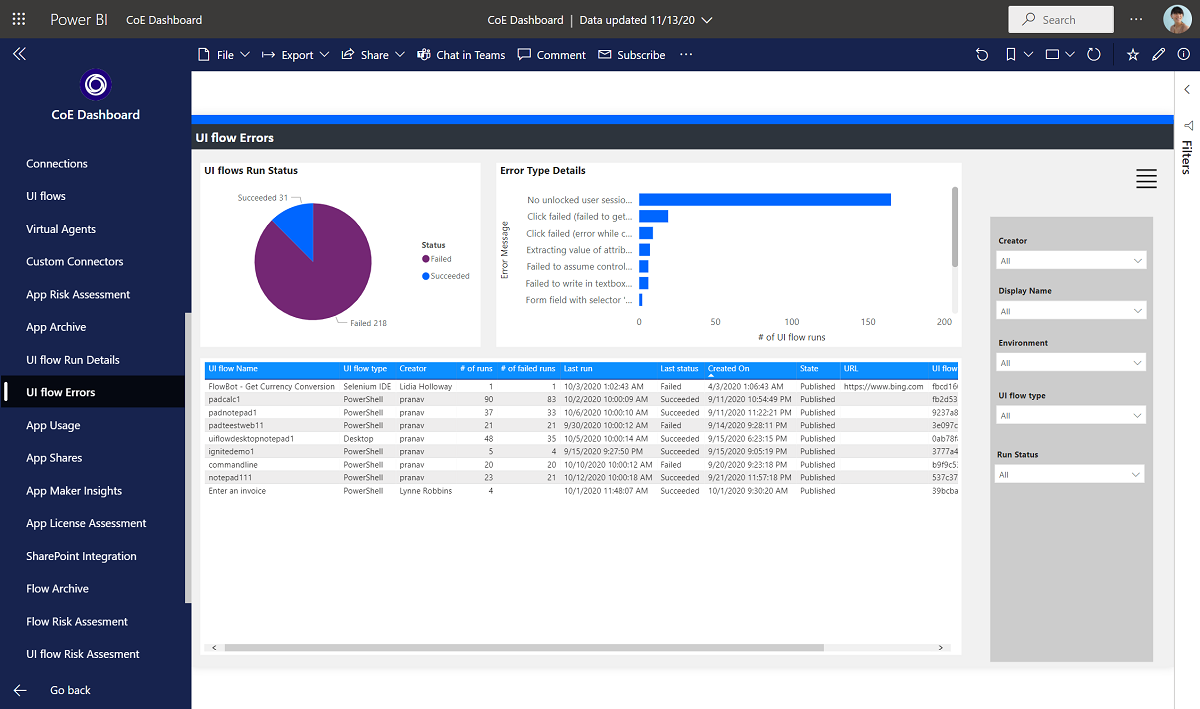 Power BI CoE Dashboard
CoE Dashboard | Data updated 11/13/20
Search
File Export Share Chat in Teams Comment Subscribe
CoE Dashboard
Connections
UI flows
Virtual Agents
Custom Connectors
App Risk Assessment
App Archive
UI flow Run Details
UI flow Errors
App Usage
App Shares
App Maker Insights
App License Assessment
SharePoint Integration
Flow Archive
Flow Risk Assesment
UI flow Risk Assesment
Go back
UI flow Errors
UI flows Run Status
Succeeded 31
Failed 218
Status
Failed
Succeeded
Error Type Details
Error Message
No unlocked user sessio...
Click failed (failed to get...
Click failed (error while c...
Extracting value of attrib...
Failed to assume control...
Failed to write in textbox...
Form field with selector '...
0 50 100 150 200
# of UI flow runs
UI flow Name UI flow type Creator # of runs # of failed runs Last run Last status Created On State URL UI flow
FlowBot - Get Currency Conversion Selenium IDE Lidia Holloway 1 1 10/3/2020 1:02:43 AM Failed 4/3/2020 1:06:43 AM Published https://www.bing.com fbcd16
padcalc1 PowerShell pranav 90 83 10/2/2020 10:00:09 AM Succeeded 9/11/2020 10:54:49 PM Published fb2d53
padnotepad1 PowerShell pranav 37 33 10/6/2020 10:00:10 AM Succeeded 9/11/2020 11:22:21 PM Published 9237a8
padteestweb11 PowerShell pranav 21 21 9/30/2020 10:00:12 AM Failed 9/14/2020 9:28:11 PM Published 3e097c
uiflowdesktopnotepad1 Desktop pranav 48 35 10/5/2020 10:00:14 AM Succeeded 9/15/2020 6:23:15 PM Published 0ab78f
ignitedemo1 PowerShell pranav 5 4 9/15/2020 9:27:50 PM Succeeded 9/15/2020 9:05:19 PM Published 3777a4
commandline PowerShell pranav 20 20 10/10/2020 10:00:12 AM Failed 9/20/2020 9:23:18 PM Published b9f9c5
notepad111 PowerShell pranav 23 21 10/12/2020 10:00:18 AM Succeeded 9/21/2020 11:57:18 PM Published 537c37
Enter an invoice PowerShell Lynne Robbins 4 10/1/2020 11:48:07 AM Succeeded 10/1/2020 9:30:20 AM Published 39bcba
Creator
All
Display Name
All
Environment
All
UI flow type
All
Run Status
All
Filters